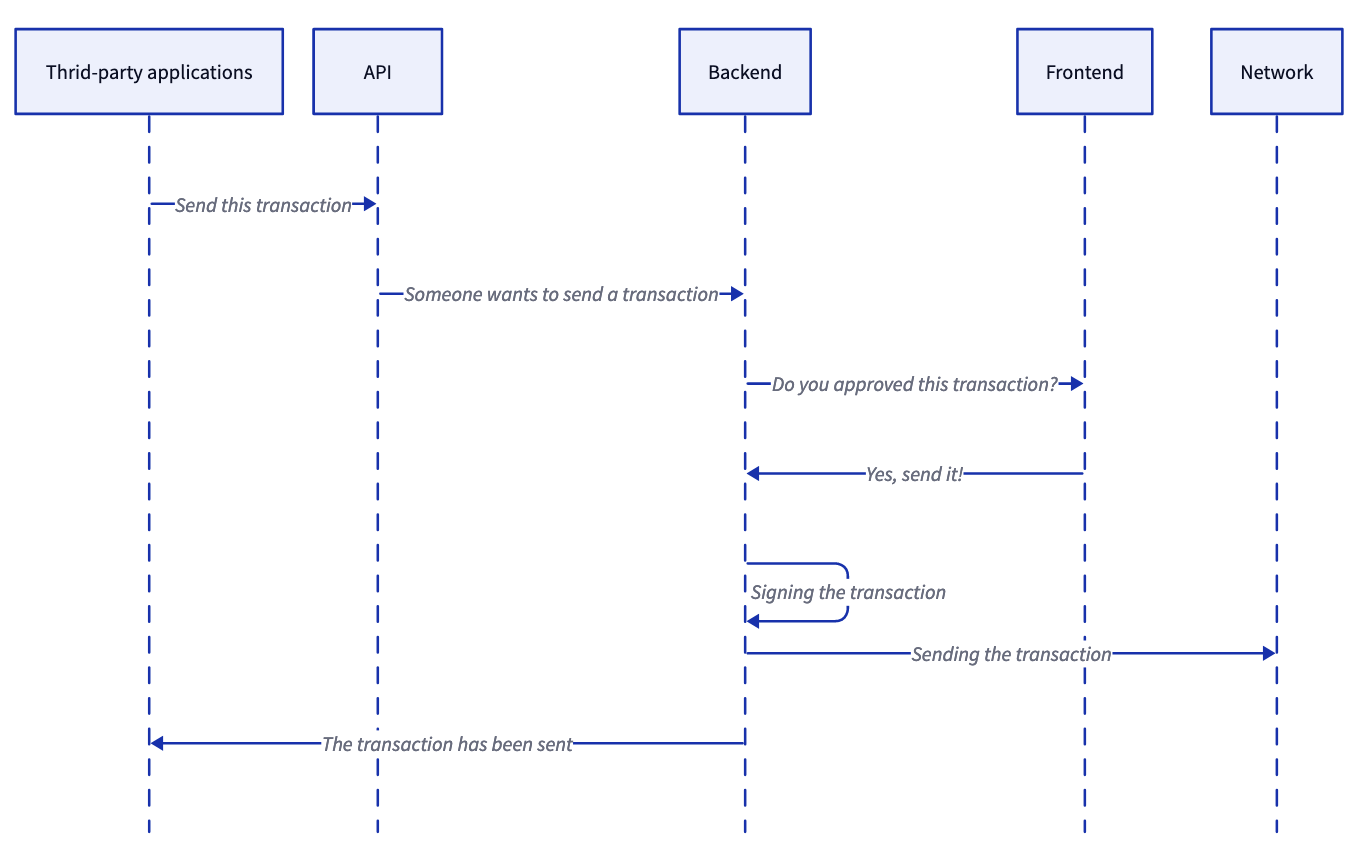 Thrid-party applications
API
Backend
Frontend
Network
Send this transaction
Someone wants to send a transaction
Do you approved this transaction?
Yes, send it!
Signing the transaction
Sending the transaction
The transaction has been sent